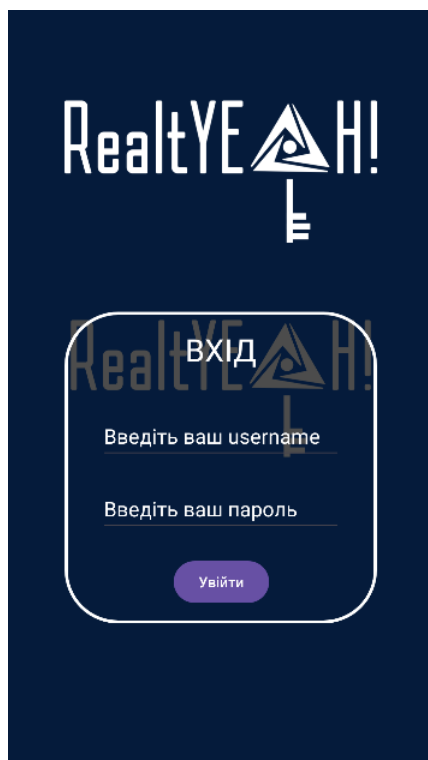 RealtYEAH!
ВХІД
RealtYEAH!
Введіть ваш username
Введіть ваш пароль
Увійти